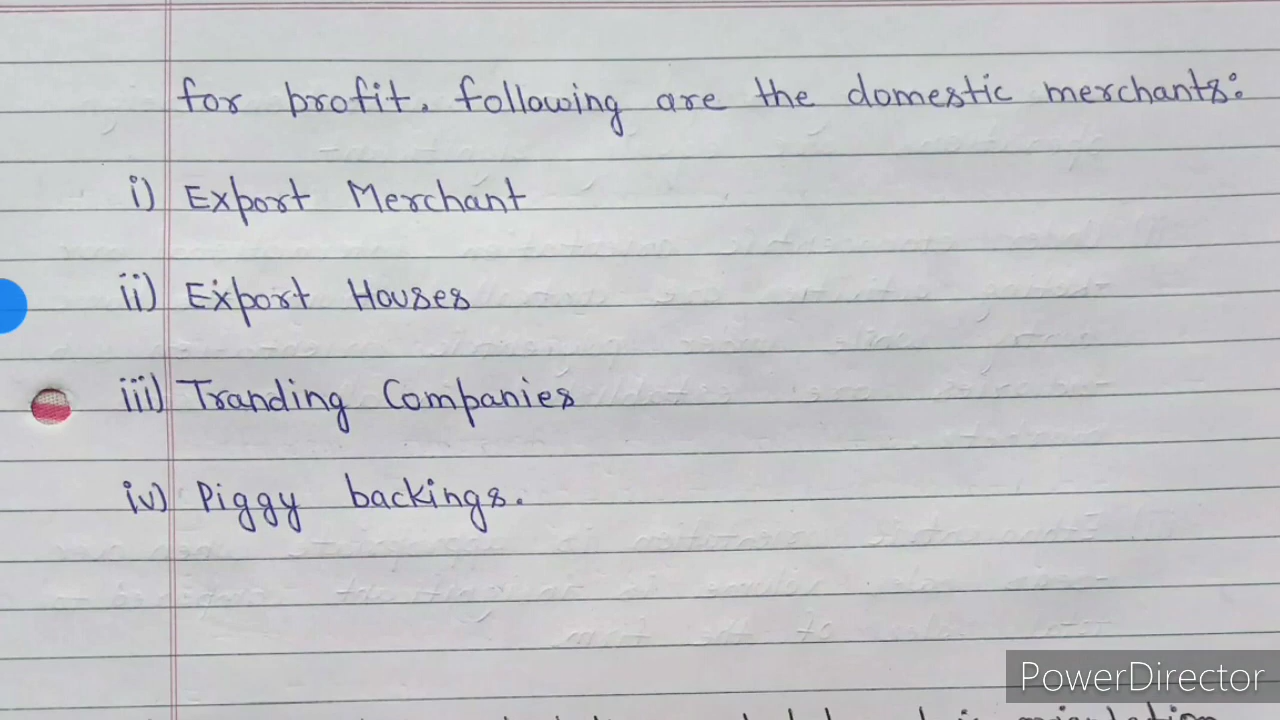 for profit. following are the domestic merchants:
i) Export Merchant
ii) Export Houses
iii) Tranding Companies
iv) Piggy backings.
PowerDirector